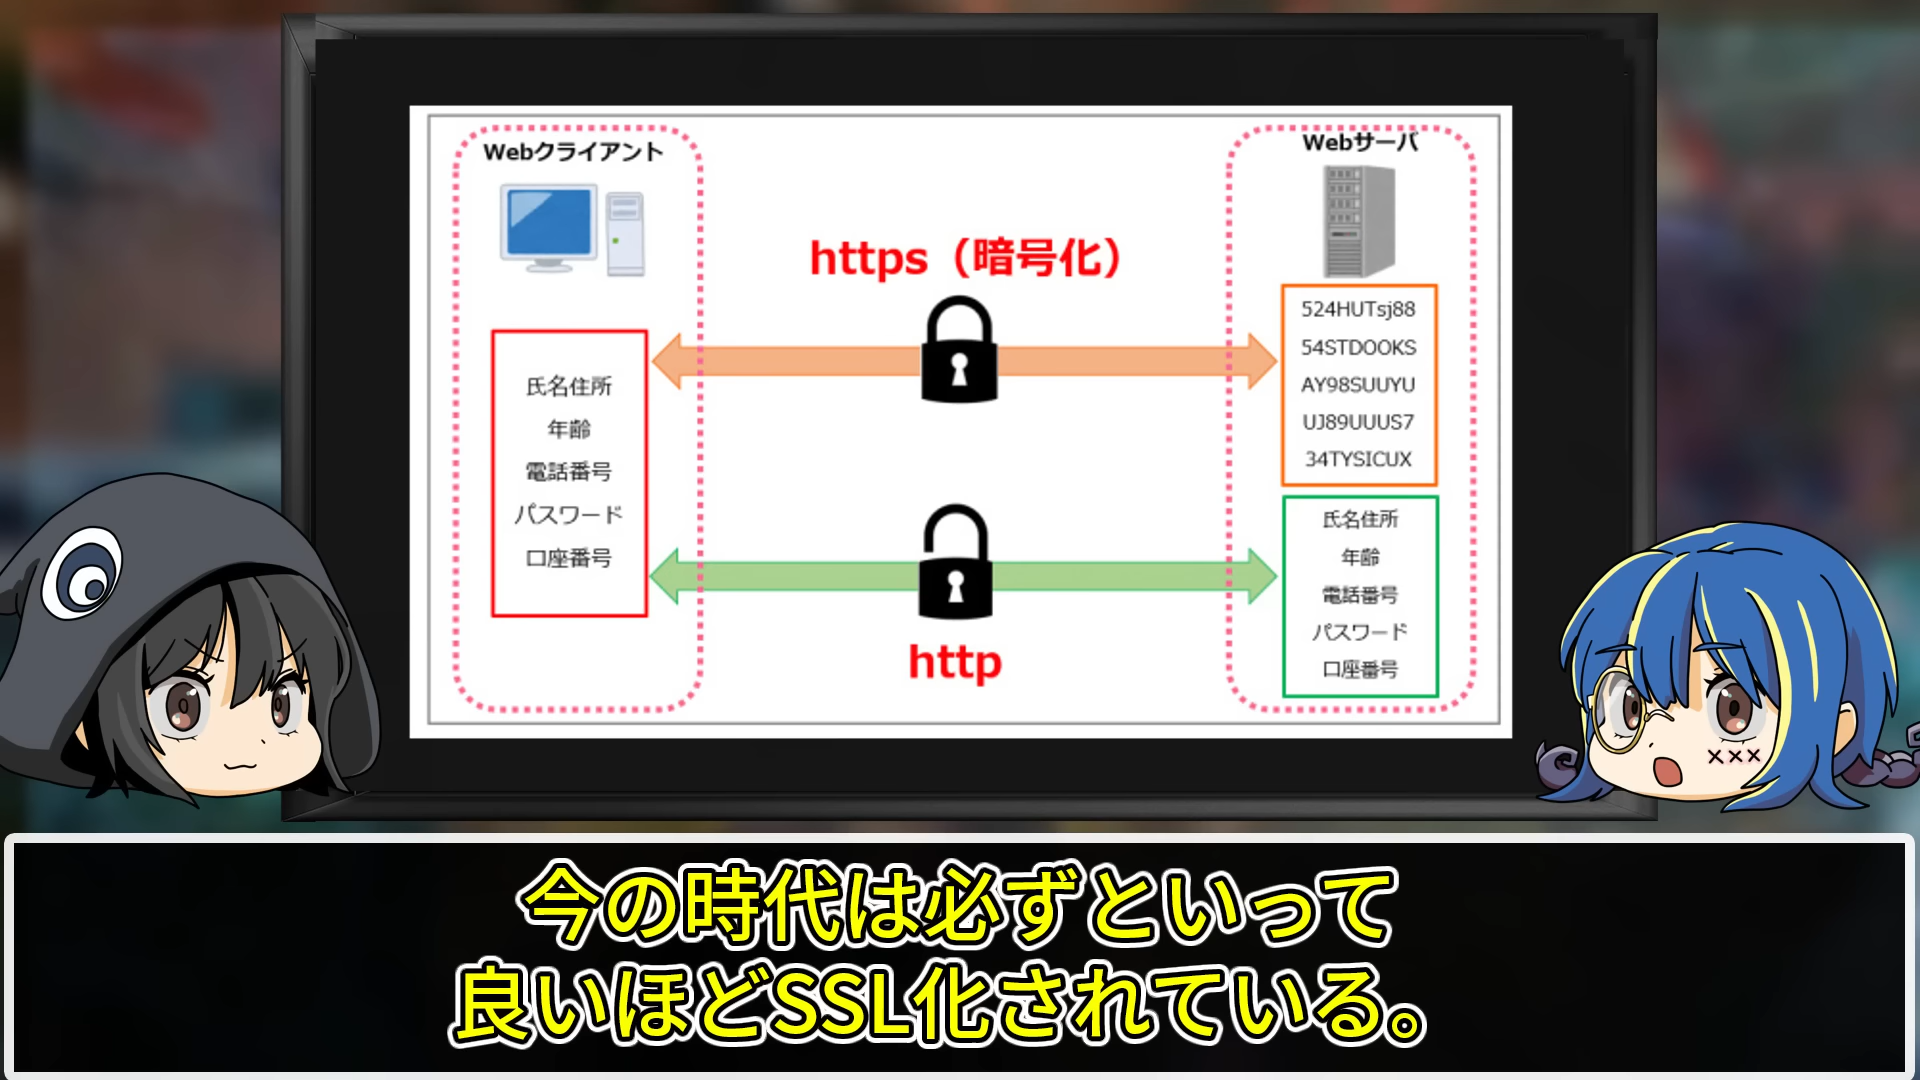 Webクライアント
氏名住所
年齢
電話番号
パスワード
口座番号
https（暗号化）
http
Webサーバ
524HUTsj88
54STDOOKS
AY98SUUYU
UJ89UUUS7
34TYSICUX
氏名住所
年齢
電話番号
パスワード
口座番号
今の時代は必ずといって
良いほどSSL化されている。